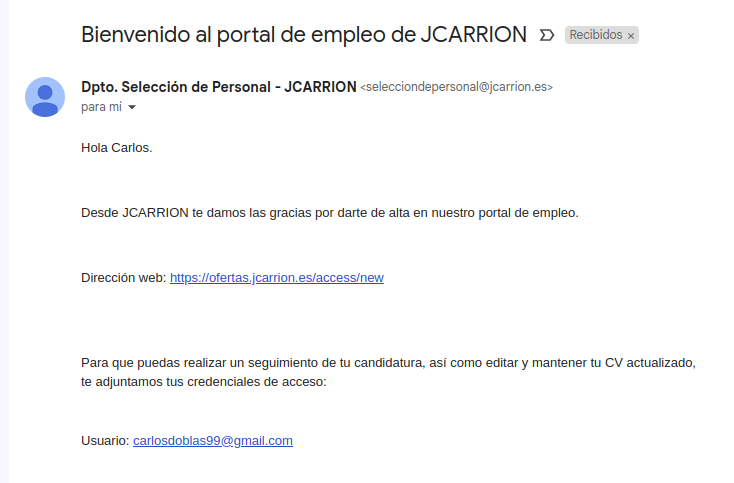 Bienvenido al portal de empleo de JCARRION Recibidos ×
Dpto. Selección de Personal - JCARRION <selecciondepersonal@jcarrion.es>
para mí
Hola Carlos.
Desde JCARRION te damos las gracias por darte de alta en nuestro portal de empleo.
Dirección web: https://ofertas.jcarrion.es/access/new
Para que puedas realizar un seguimiento de tu candidatura, así como editar y mantener tu CV actualizado,
te adjuntamos tus credenciales de acceso:
Usuario: carlosdoblas99@gmail.com